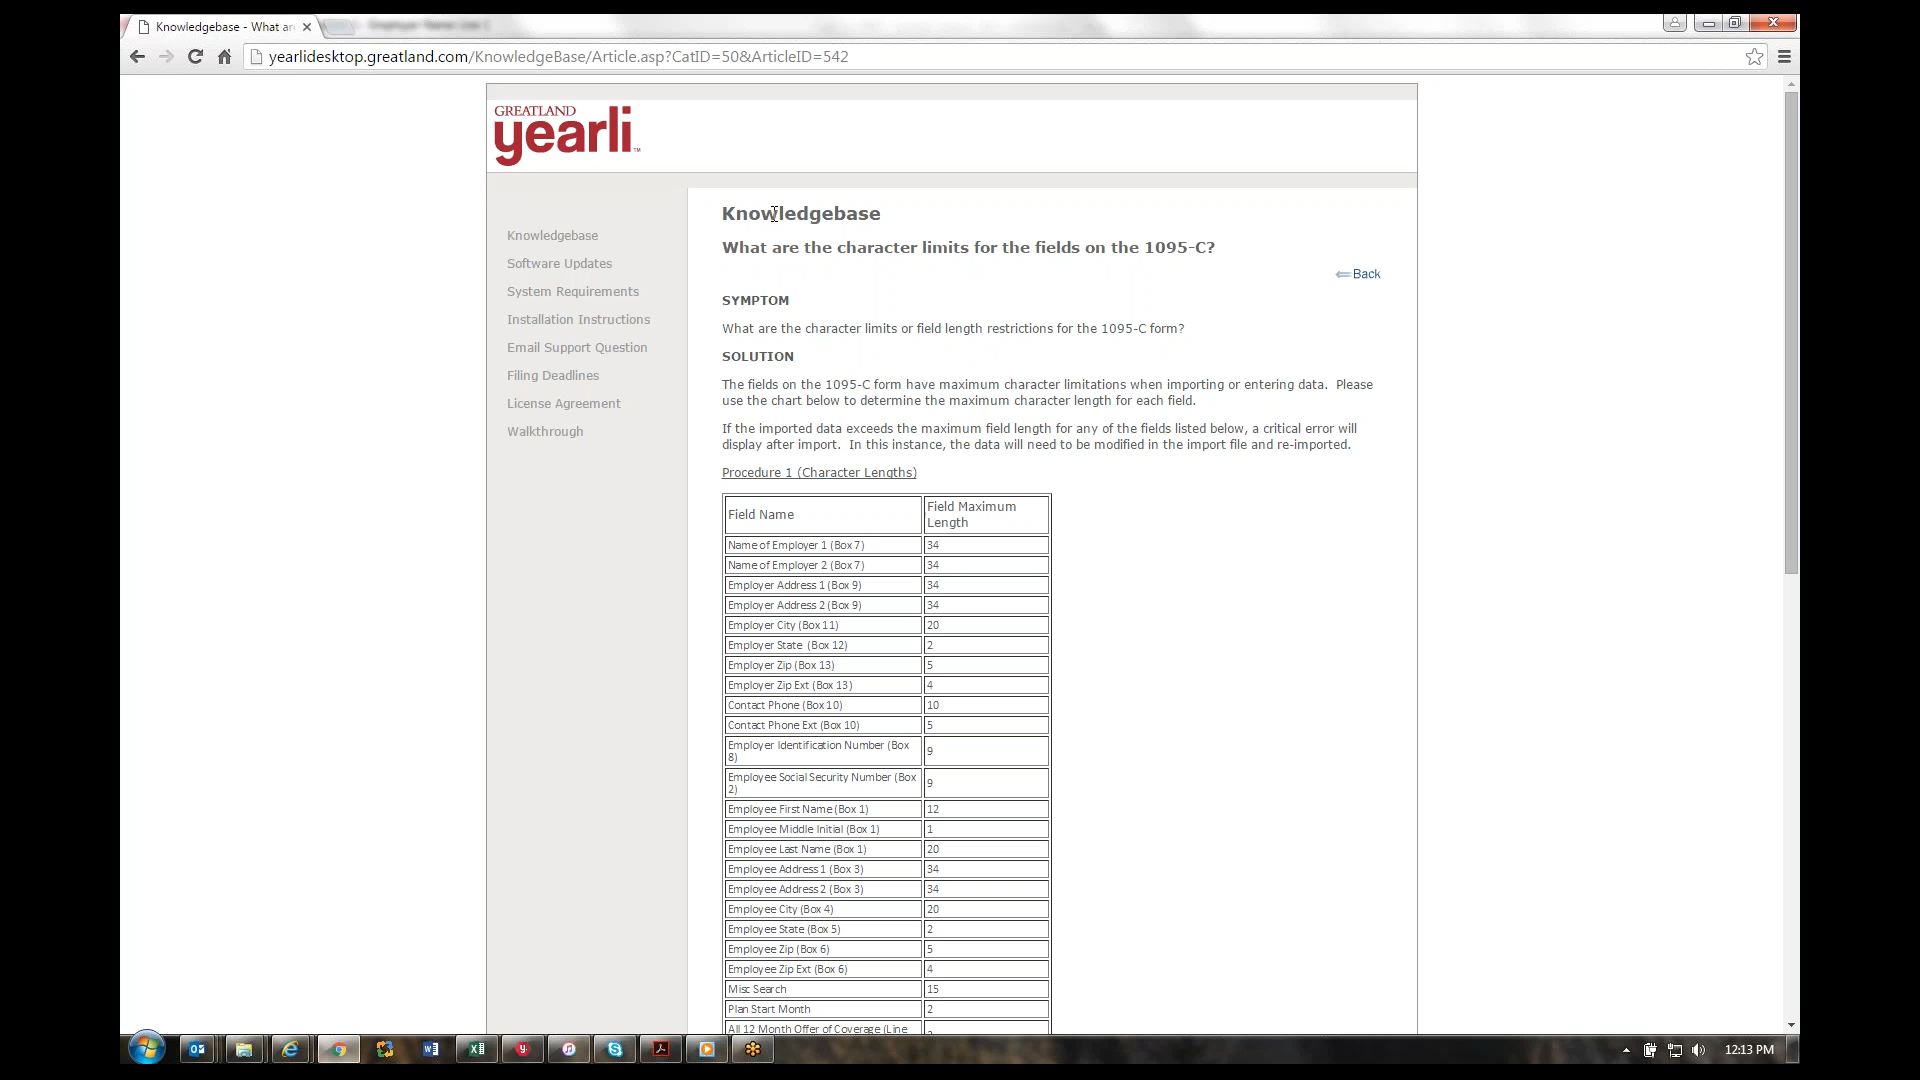 Knowledgebase - What an
yearlidesktop.greatland.com/KnowledgeBase/Article.asp?CatID=50&ArticleID=542
GREATLAND
yearli™
Knowledgebase
Software Updates
System Requirements
Installation Instructions
Email Support Question
Filing Deadlines
License Agreement
Walkthrough
Knowledgebase
What are the character limits for the fields on the 1095-C?
Back
SYMPTOM
What are the character limits or field length restrictions for the 1095-C form?
SOLUTION
The fields on the 1095-C form have maximum character limitations when importing or entering data. Please
use the chart below to determine the maximum character length for each field.
If the imported data exceeds the maximum field length for any of the fields listed below, a critical error will
display after import. In this instance, the data will need to be modified in the import file and re-imported.
Procedure 1 (Character Lengths)
Field Name
Field Maximum
Length
Name of Employer 1 (Box 7) 34
Name of Employer 2 (Box 7) 34
Employer Address 1 (Box 9) 34
Employer Address 2 (Box 9) 34
Employer City (Box 11) 20
Employer State (Box 12) 2
Employer Zip (Box 13) 5
Employer Zip Ext (Box 13) 4
Contact Phone (Box 10) 10
Contact Phone Ext (Box 10) 5
Employer Identification Number (Box
8)
9
Employee Social Security Number (Box
2)
9
Employee First Name (Box 1) 12
Employee Middle Initial (Box 1) 1
Employee Last Name (Box 1) 20
Employee Address 1 (Box 3) 34
Employee Address 2 (Box 3) 34
Employee City (Box 4) 20
Employee State (Box 5) 2
Employee Zip (Box 6) 5
Employee Zip Ext (Box 6) 4
Misc Search 15
Plan Start Month 2
All 12 Month Offer of Coverage (Line
12:13 PM